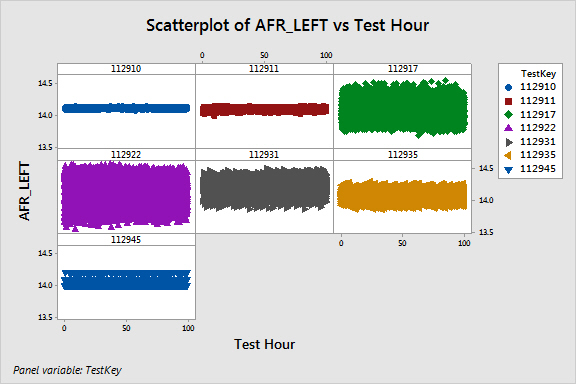 Scatterplot of AFR_LEFT vs Test Hour
0 50 100
112910 112911 112917
14.5
14.0
13.5
112922 112931 112935
14.5
14.0
13.5
112945
14.5
14.0
13.5
0 50 100
0 50 100
AFR_LEFT
Test Hour
TestKey
112910
112911
112917
112922
112931
112935
112945
Panel variable: TestKey